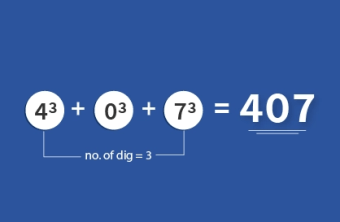 4³ + 0³ + 7³ = 407
no. of dig = 3